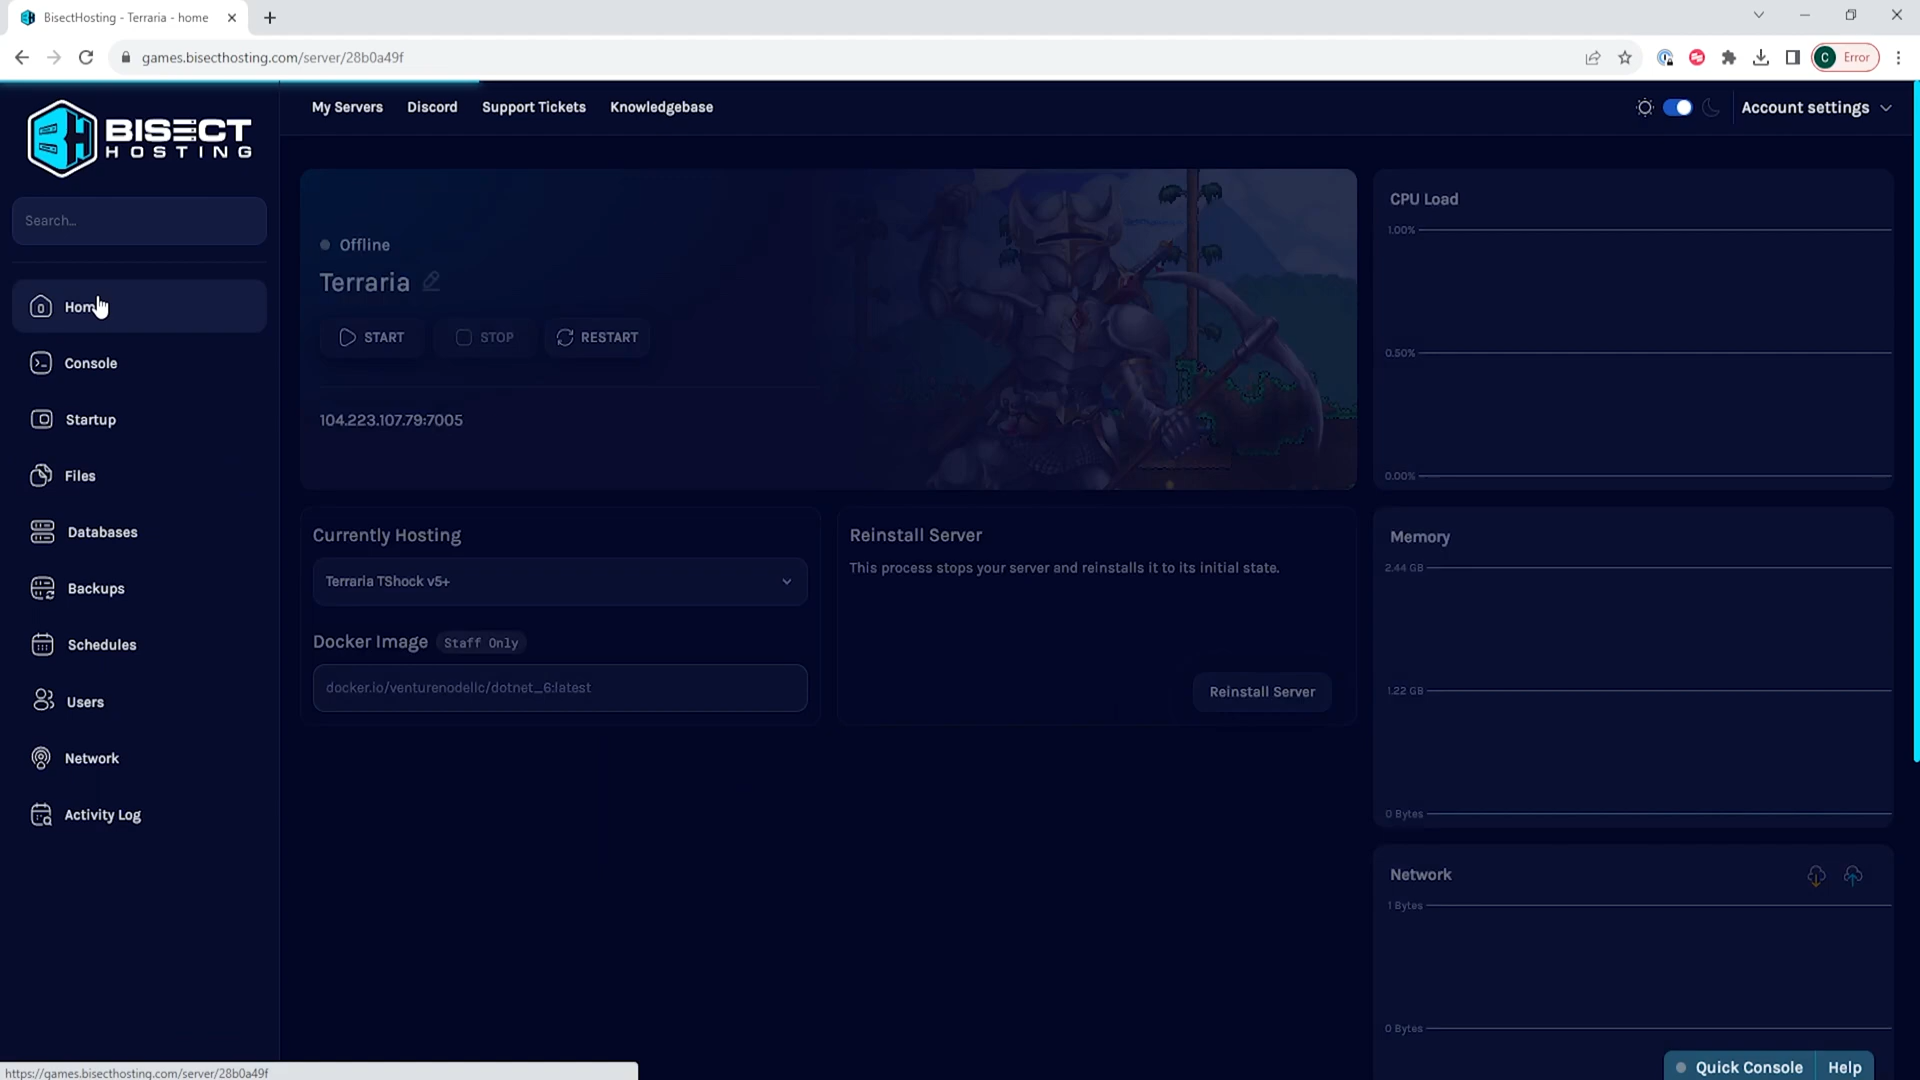 BisectHosting - Terraria - home
games.bisecthosting.com/server/28b0a49f
C Error
BISECT
HOSTING
My Servers Discord Support Tickets Knowledgebase
Account settings
Search...
Home
Console
Startup
Files
Databases
Backups
Schedules
Users
Network
Activity Log
Offline
Terraria
START STOP RESTART
104.223.107.79:7005
Currently Hosting
Terraria TShock v5+
Docker Image Staff Only
docker.io/venturenodellc/dotnet_6:latest
Reinstall Server
This process stops your server and reinstalls it to its initial state.
Reinstall Server
CPU Load
1.00%
0.50%
0.00%
Memory
2.44 GB
1.22 GB
0 Bytes
Network
1 Bytes
0 Bytes
Quick Console Help
https://games.bisecthosting.com/server/28b0a49f